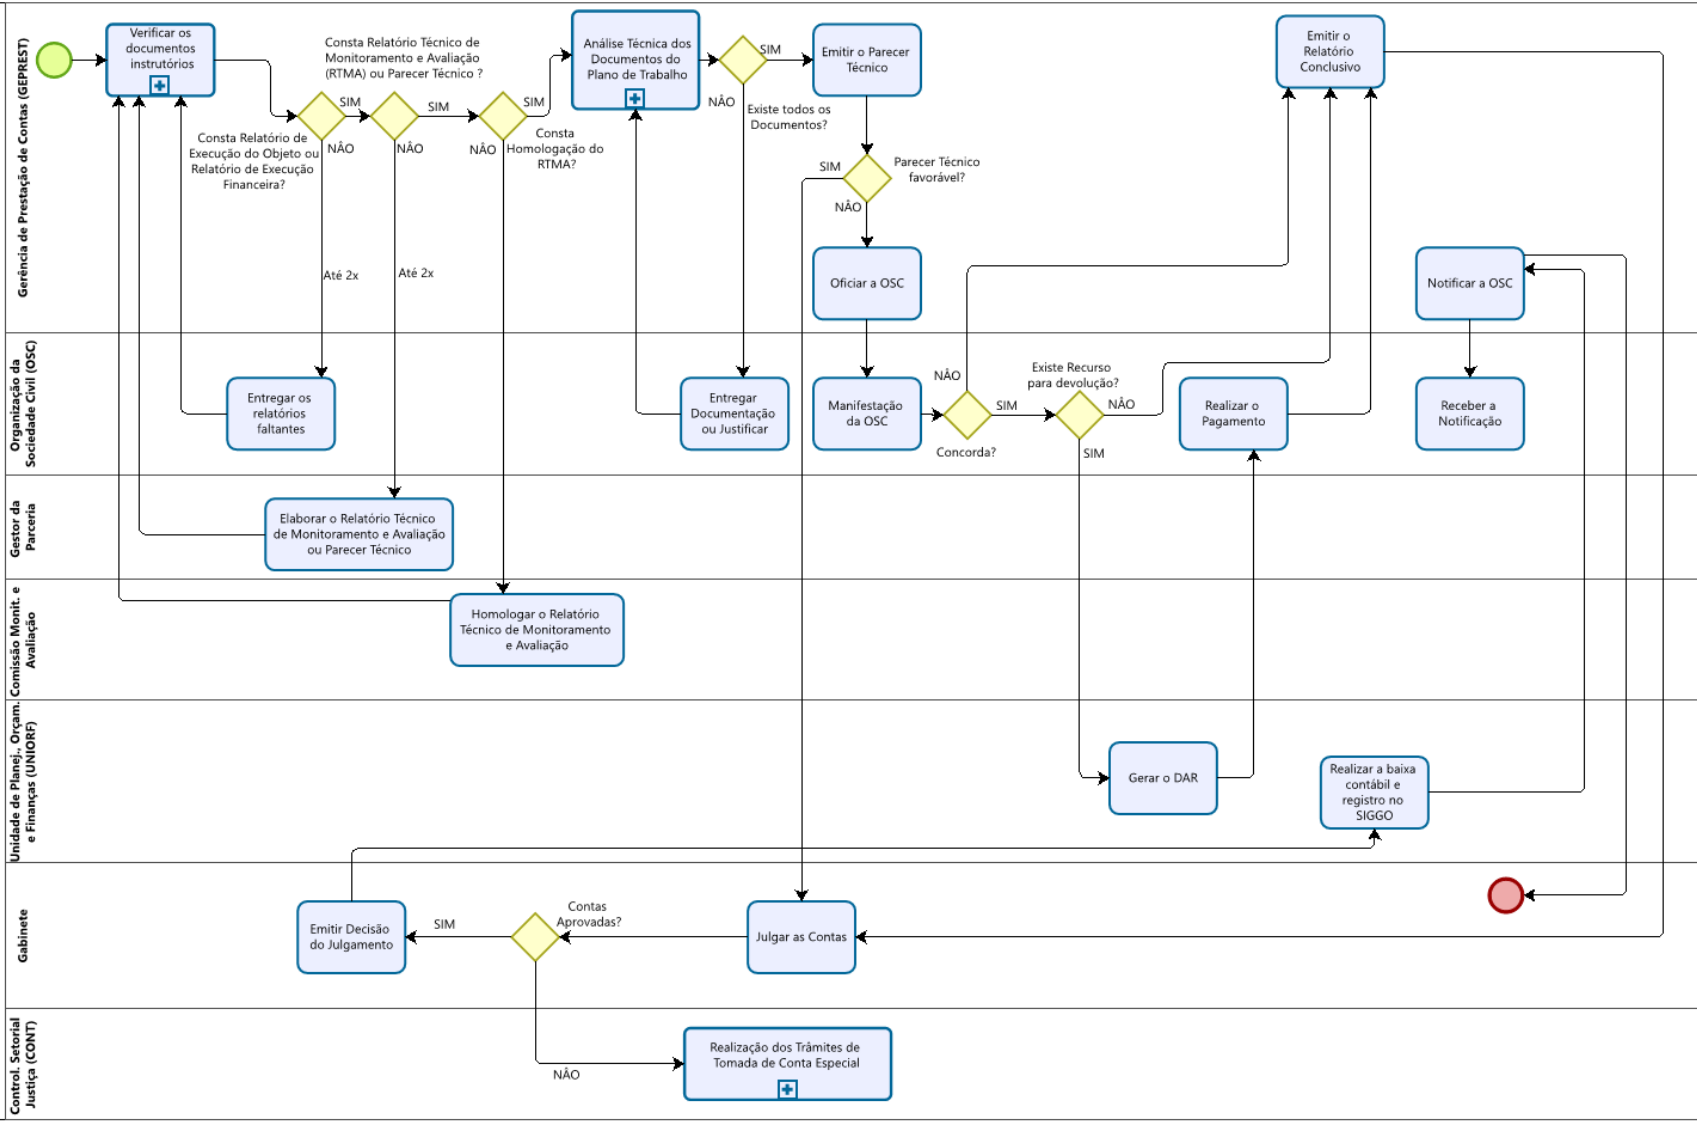 Gerência de Prestação de Contas (GEPREST)
Verificar os
documentos
instrutórios
Consta Relatório Técnico de
Monitoramento e Avaliação
(RTMA) ou Parecer Técnico ?
SIM
SIM
SIM
Consta Relatório de
Execução do Objeto ou
Relatório de Execução
Financeira?
NÂO
NÂO
NÂO
Consta
Homologação do
RTMA?
Até 2x
Até 2x
Análise Técnica dos
Documentos do
Plano de Trabalho
SIM
NÂO
Existe todos os
Documentos?
Emitir o Parecer
Técnico
SIM
Parecer Técnico
favorável?
NÂO
Oficiar a OSC
Emitir o
Relatório
Conclusivo
Notificar a OSC
Organização da
Sociedade Civil (OSC)
Entregar os
relatórios
faltantes
Entregar
Documentação
ou Justificar
Manifestação
da OSC
NÂO
SIM
Concorda?
Existe Recurso
para devolução?
NÂO
SIM
Realizar o
Pagamento
Receber a
Notificação
Gestor da
Parceria
Elaborar o Relatório Técnico
de Monitoramento e Avaliação
ou Parecer Técnico
Comissão Monit. e
Avaliação
Homologar o Relatório
Técnico de Monitoramento
e Avaliação
Unidade de Planej., Orçam.
e Finanças (UNIORF)
Gerar o DAR
Realizar a baixa
contábil e
registro no
SIGGO
Gabinete
Emitir Decisão
do Julgamento
SIM
Contas
Aprovadas?
Julgar as Contas
Control. Setorial
Justiça (CONT)
NÂO
Realização dos Trâmites de
Tomada de Conta Especial